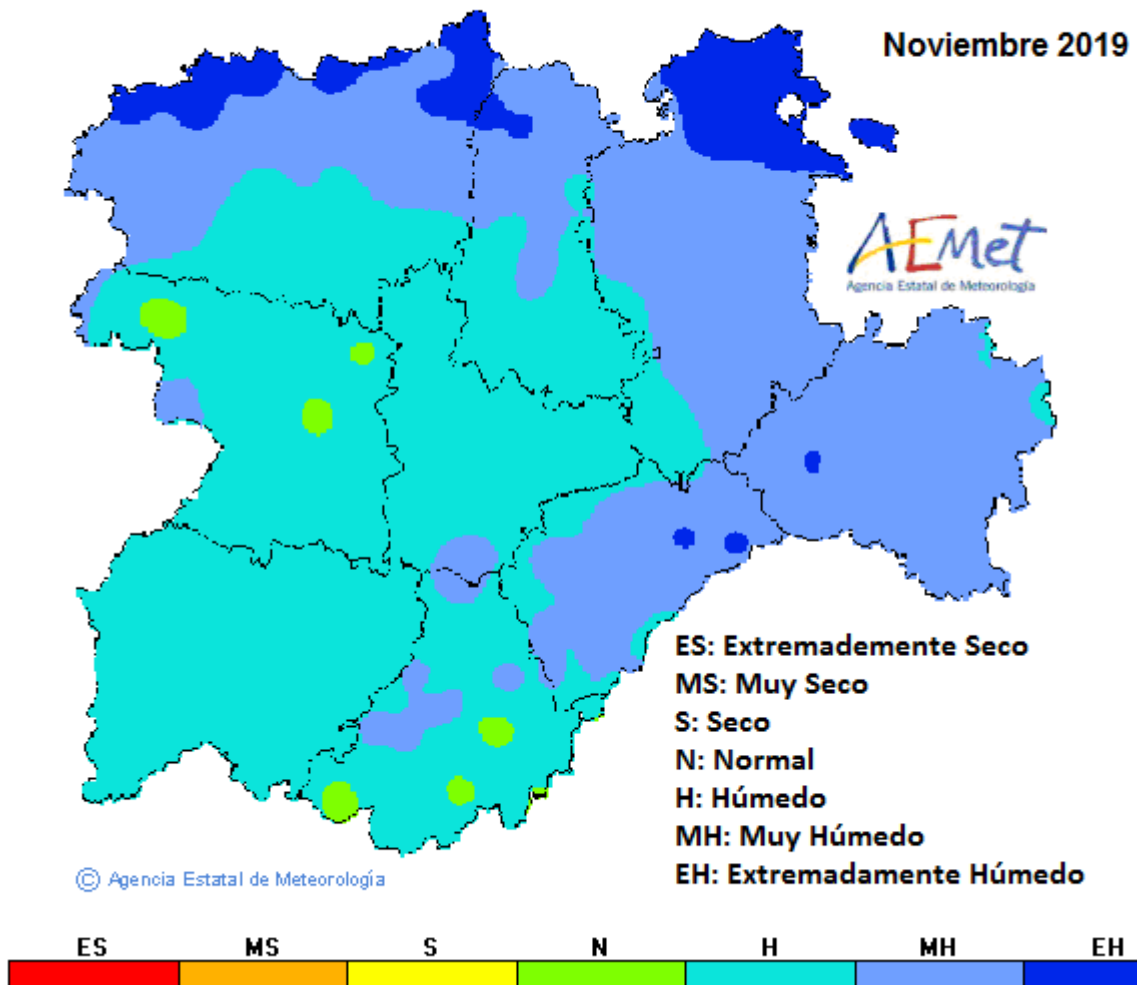 Noviembre 2019
AEMet
Agencia Estatal de Meteorología
ES: Extremademente Seco
MS: Muy Seco
S: Seco
N: Normal
H: Húmedo
MH: Muy Húmedo
EH: Extremadamente Húmedo
© Agencia Estatal de Meteorología
ES MS S N H MH EH